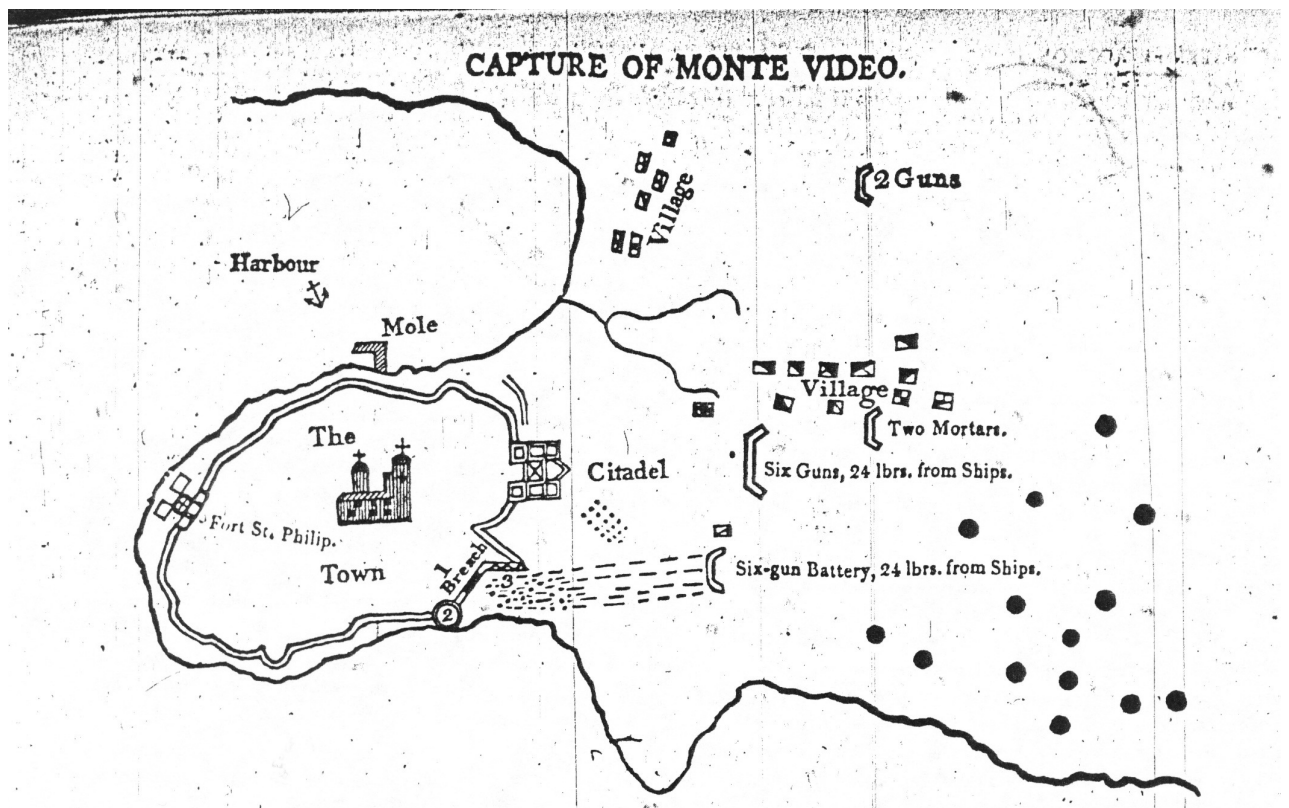 CAPTURE OF MONTE VIDEO.
Village
2 Guns
Harbour
Mole
Village
Two Mortars.
The
Citadel
Six Guns, 24 lbrs. from Ships.
Fort St. Philip.
Town
1
Breach
3
Six-gun Battery, 24 lbrs. from Ships.
2